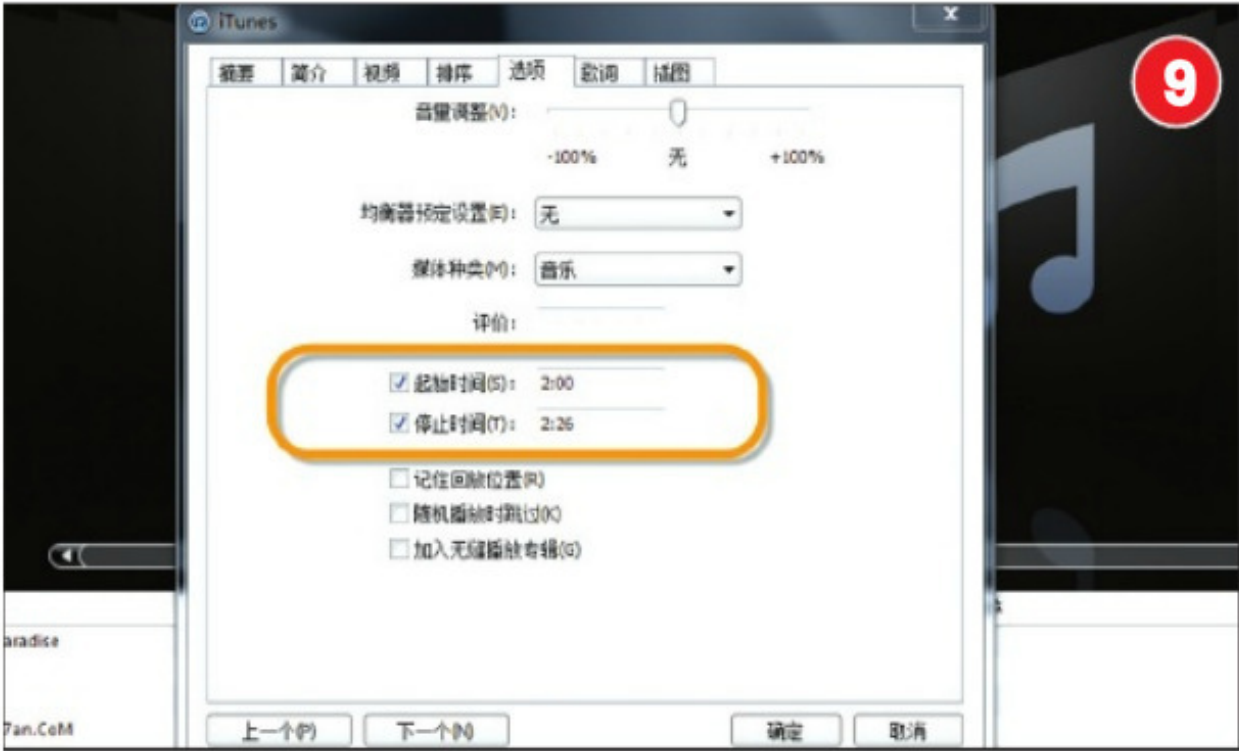 iTunes
x
9
摘要 简介 视频 排序 选项 歌词 插图
音量调整(V):
-100% 无 +100%
均衡器预定设置(E): 无
媒体种类(M): 音乐
评价:
起始时间(S): 2:00
停止时间(T): 2:26
记住回放位置(R)
随机播放时跳过(K)
加入无缝播放专辑(G)
aradise
7an.CoM
上一个(P) 下一个(N) 确定 取消